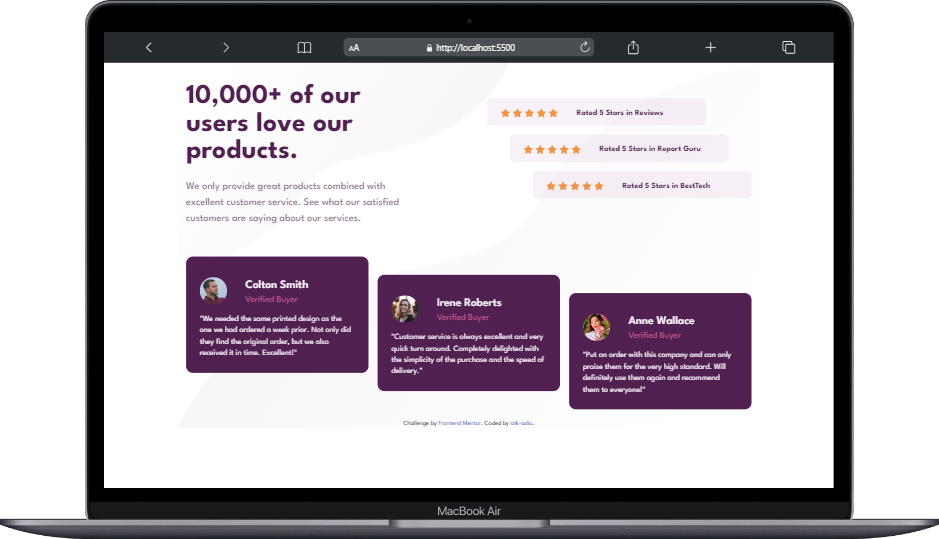 AA
http://localhost:5500
10,000+ of our
users love our
products.
We only provide great products combined with
excellent customer service. See what our satisfied
customers are saying about our services.
Rated 5 Stars in Reviews
Rated 5 Stars in Report Guru
Rated 5 Stars in BestTech
Colton Smith
Verified Buyer
"We needed the same printed design as the
one we had ordered a week prior. Not only did
they find the original order, but we also
received it in time. Excellent!"
Irene Roberts
Verified Buyer
"Customer service is always excellent and very
quick turn around. Completely delighted with
the simplicity of the purchase and the speed of
delivery."
Anne Wallace
Verified Buyer
"Put an order with this company and can only
praise them for the very high standard. Will
definitely use them again and recommend
them to everyone!"
Challenge by Frontend Mentor. Coded by
MacBook Air